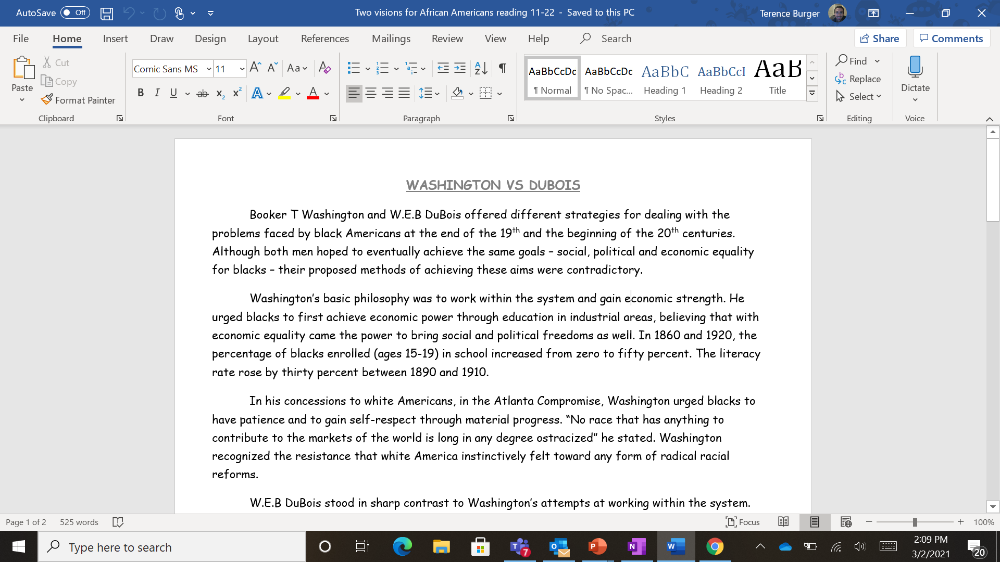 AutoSave Off Two visions for African Americans reading 11-22 - Saved to this PC Terence Burger
File Home Insert Draw Design Layout References Mailings Review View Help Search Share Comments
Paste Cut Copy Format Painter Clipboard
Comic Sans MS 11 Aa
B I U ab x₂ x² A A Font
Paragraph
AaBbCcDc AaBbCcDc AaBbC AaBbCcI AaB
¶ Normal ¶ No Spac... Heading 1 Heading 2 Title
Styles
Find Replace Select Editing
Dictate Voice
WASHINGTON VS DUBOIS
Booker T Washington and W.E.B DuBois offered different strategies for dealing with the
problems faced by black Americans at the end of the 19th and the beginning of the 20th centuries.
Although both men hoped to eventually achieve the same goals – social, political and economic equality
for blacks – their proposed methods of achieving these aims were contradictory.
Washington’s basic philosophy was to work within the system and gain economic strength. He
urged blacks to first achieve economic power through education in industrial areas, believing that with
economic equality came the power to bring social and political freedoms as well. In 1860 and 1920, the
percentage of blacks enrolled (ages 15-19) in school increased from zero to fifty percent. The literacy
rate rose by thirty percent between 1890 and 1910.
In his concessions to white Americans, in the Atlanta Compromise, Washington urged blacks to
have patience and to gain self-respect through material progress. “No race that has anything to
contribute to the markets of the world is long in any degree ostracized” he stated. Washington
recognized the resistance that white America instinctively felt toward any form of radical racial
reforms.
W.E.B DuBois stood in sharp contrast to Washington’s attempts at working within the system.
Page 1 of 2 525 words Focus 100%
Type here to search 7 2:09 PM
3/2/2021 20